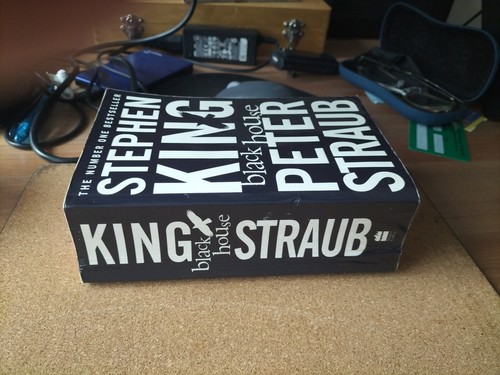 THE NUMBER ONE BESTSELLER
STEPHEN
KING
black house
PETER
STRAUB
KING
black
house
STRAUB